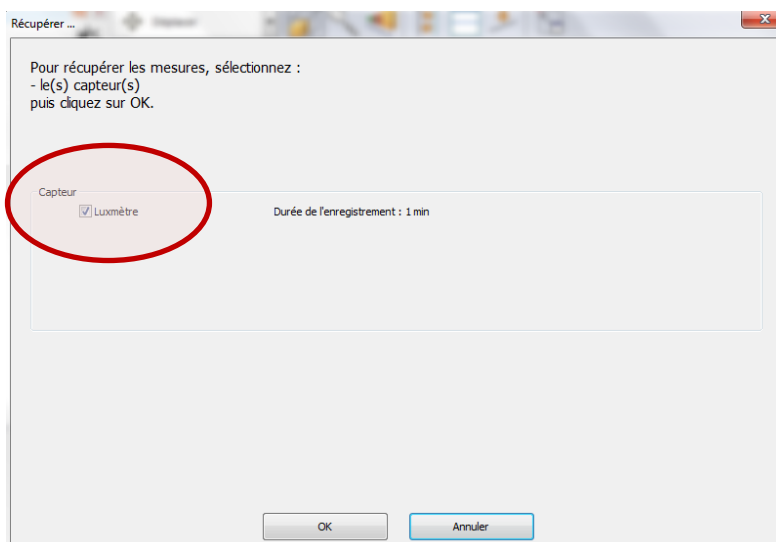 Récupérer ...
Déplacer
Pour récupérer les mesures, sélectionnez :
- le(s) capteur(s)
puis cliquez sur OK.
Capteur
Luxmètre
Durée de l'enregistrement : 1 min
OK
Annuler